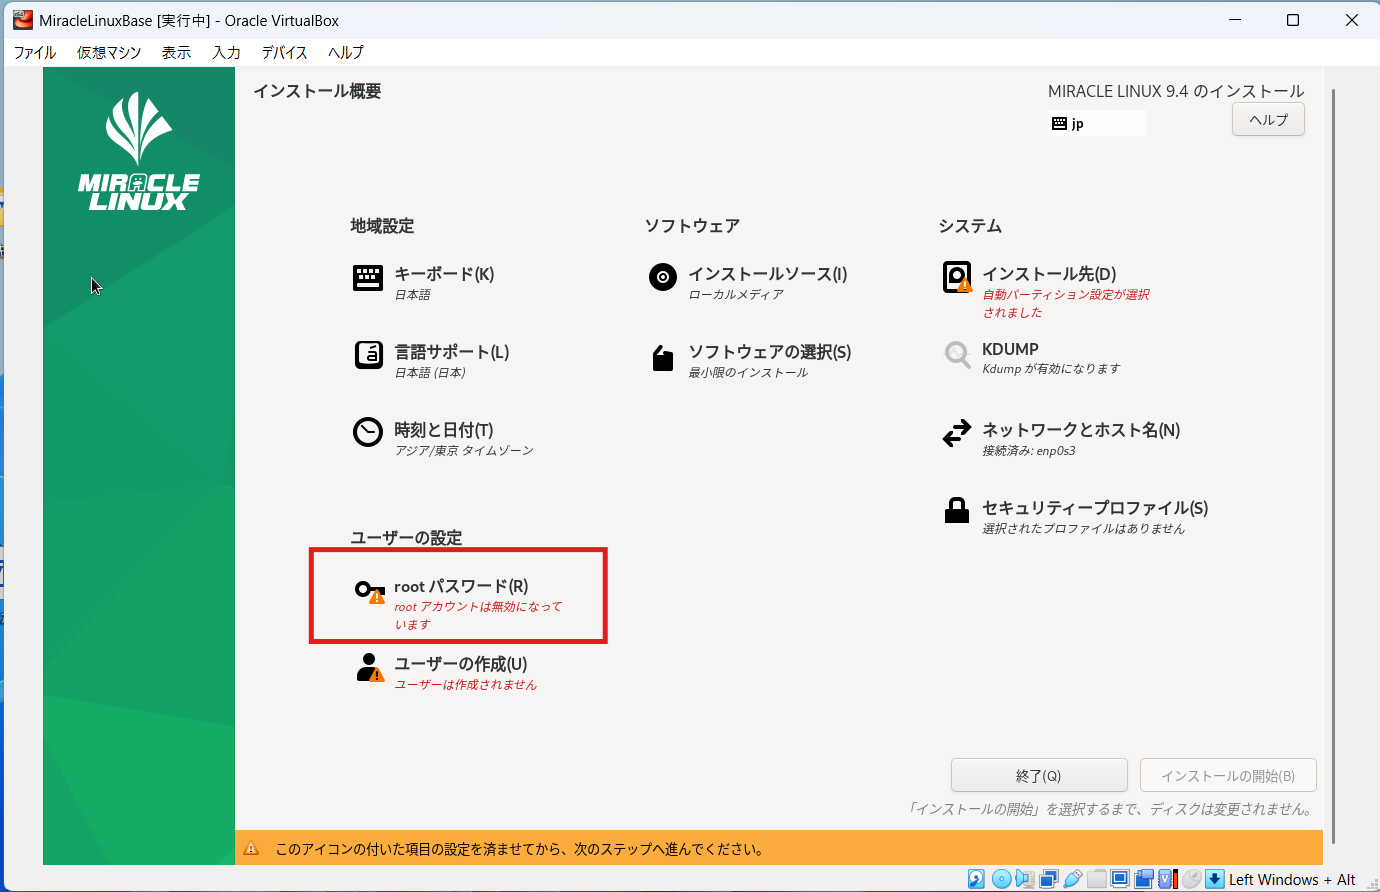 MiracleLinuxBase [実行中] - Oracle VirtualBox
ファイル 仮想マシン 表示 入力 デバイス ヘルプ
MIRACLE
LINUX
インストール概要
MIRACLE LINUX 9.4 のインストール
jp
ヘルプ
地域設定
キーボード(K)
日本語
言語サポート(L)
日本語 (日本)
時刻と日付(T)
アジア/東京 タイムゾーン
ソフトウェア
インストールソース(I)
ローカルメディア
ソフトウェアの選択(S)
最小限のインストール
システム
インストール先(D)
自動パーティション設定が選択
されました
KDUMP
Kdump が有効になります
ネットワークとホスト名(N)
接続済み: enp0s3
セキュリティープロファイル(S)
選択されたプロファイルはありません
ユーザーの設定
root パスワード(R)
root アカウントは無効になって
います
ユーザーの作成(U)
ユーザーは作成されません
終了(Q)
インストールの開始(B)
「インストールの開始」を選択するまで、ディスクは変更されません。
このアイコンの付いた項目の設定を済ませてから、次のステップへ進んでください。
Left Windows + Alt